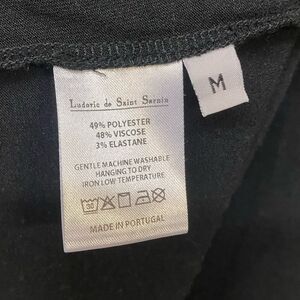 Ludovic de Saint Sernin
M
49% POLYESTER
48% VISCOSE
3% ELASTANE
GENTLE MACHINE WASHABLE
HANGING TO DRY
IRON LOW TEMPERATURE
30
MADE IN PORTUGAL